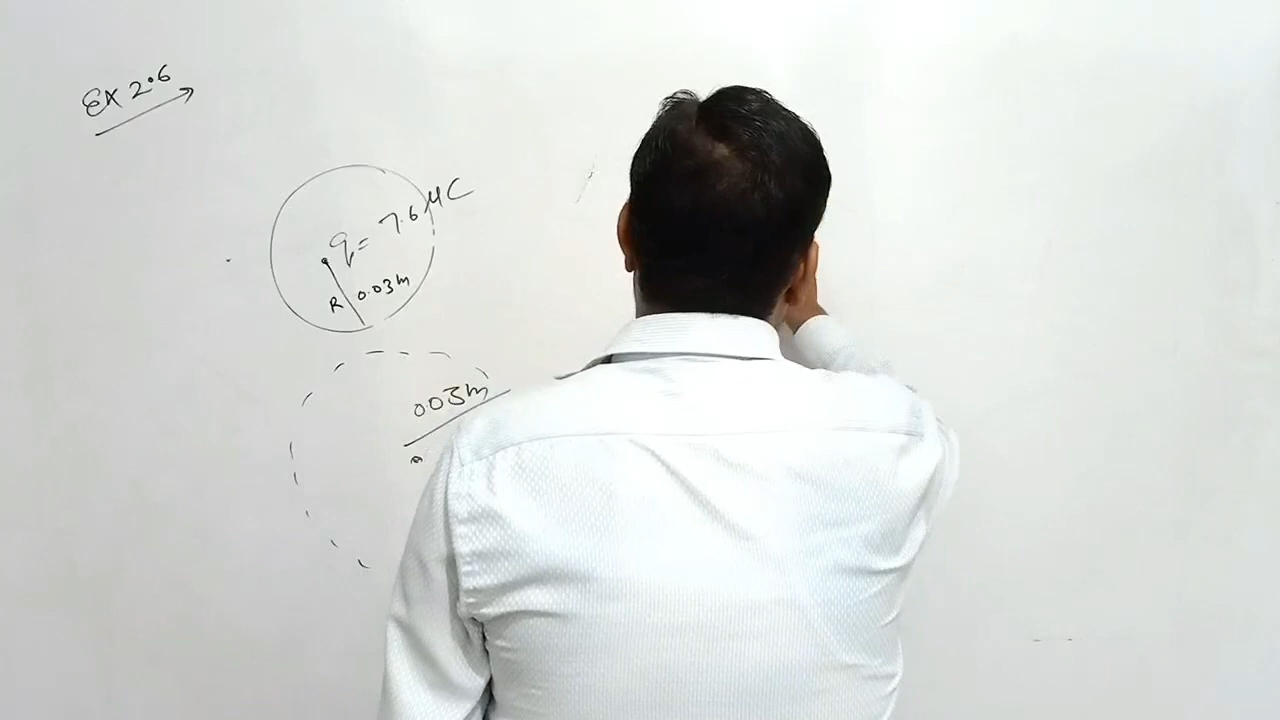 Ex 2.6
q = 7.6 μC
R 0.03m
0.03m